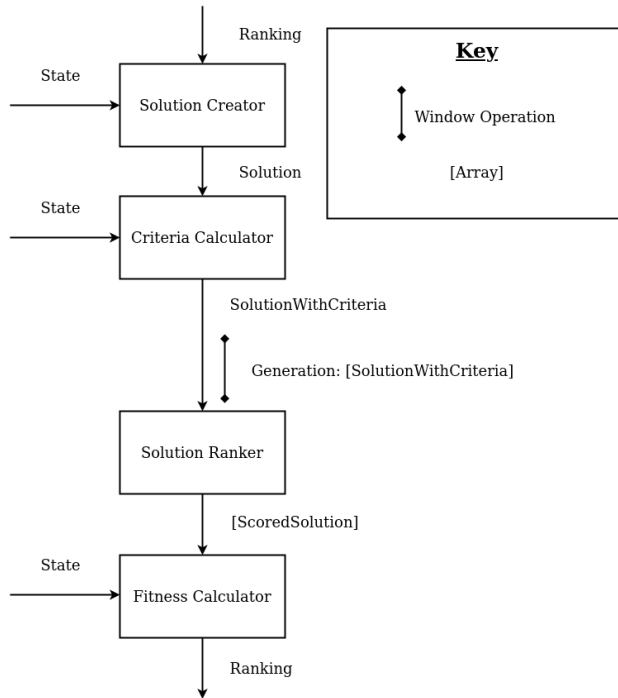 Ranking
Key
State
Solution Creator
Window Operation
Solution
[Array]
State
Criteria Calculator
SolutionWithCriteria
Generation: [SolutionWithCriteria]
Solution Ranker
[ScoredSolution]
State
Fitness Calculator
Ranking